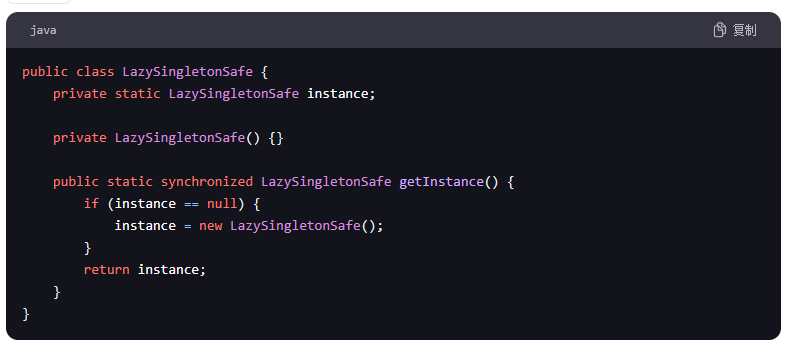 java
复制
public class LazySingletonSafe {
    private static LazySingletonSafe instance;

    private LazySingletonSafe() {}

    public static synchronized LazySingletonSafe getInstance() {
        if (instance == null) {
            instance = new LazySingletonSafe();
        }
        return instance;
    }
}